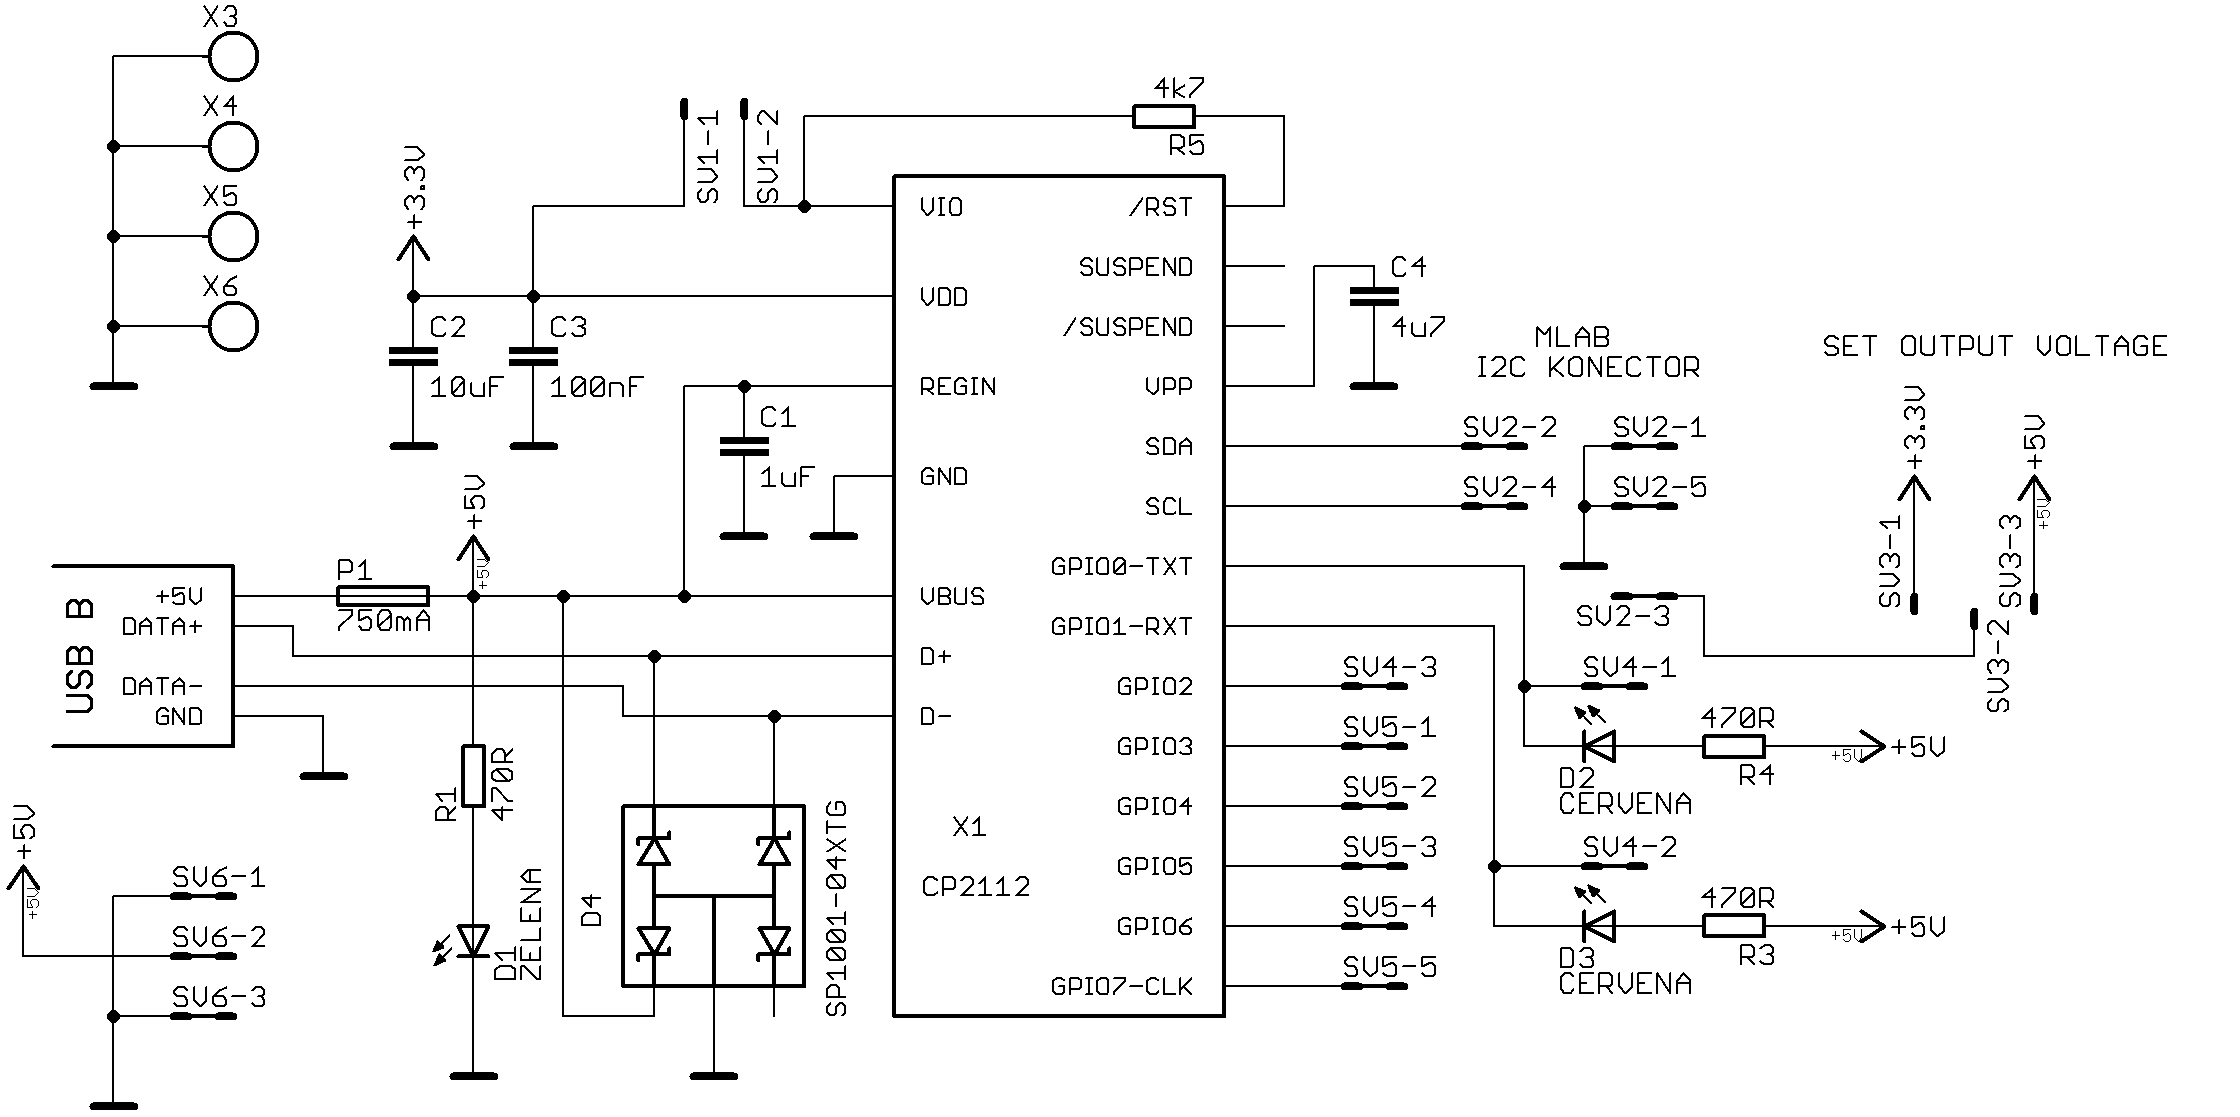 X3
X4
X5
X6
+3.3V
C2
10uF
C3
100nF
SV1-1
SV1-2
4k7
R5
VIO
VDD
REGIN
GND
VBUS
D+
D-
/RST
SUSPEND
/SUSPEND
VPP
SDA
SCL
GPIO0-TXT
GPIO1-RXT
GPIO2
GPIO3
GPIO4
GPIO5
GPIO6
GPIO7-CLK
X1
CP2112
C1
1uF
C4
4u7
MLAB
I2C KONECTOR
SV2-2
SV2-1
SV2-4
SV2-5
SV2-3
SET OUTPUT VOLTAGE
+3.3V
+5V
+5V
SV3-1
SV3-3
SV3-2
+5V
+5V
USB B
+5V
DATA+
DATA-
GND
P1
750mA
R1
470R
D1
ZELENA
D4
SP1001-04XTG
SV4-3
SV5-1
SV5-2
SV5-3
SV5-4
SV5-5
SV4-1
D2
CERVENA
470R
R4
+5V
+5V
SV4-2
D3
CERVENA
470R
R3
+5V
+5V
+5V
+5V
SV6-1
SV6-2
SV6-3